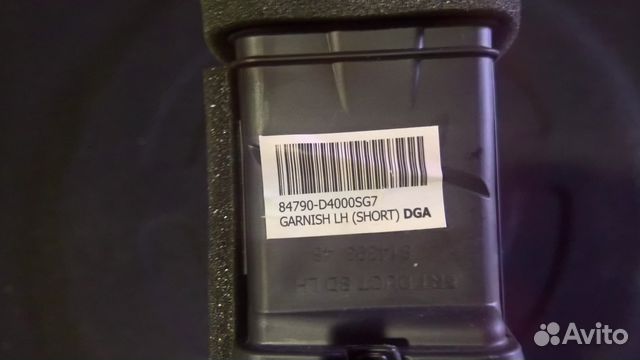 84790-D4000SG7
GARNISH LH (SHORT) DGA
Avito